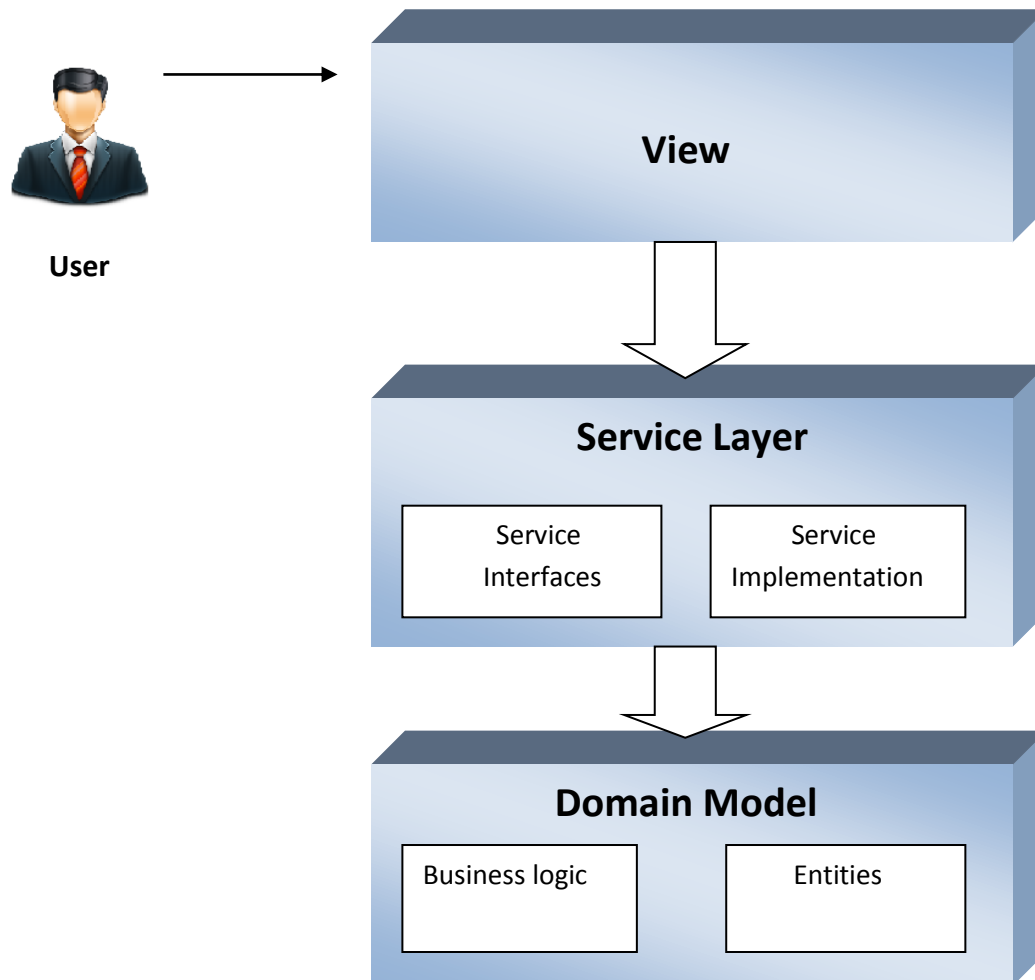 View
User
Service Layer
Service
Interfaces
Service
Implementation
Domain Model
Business logic
Entities